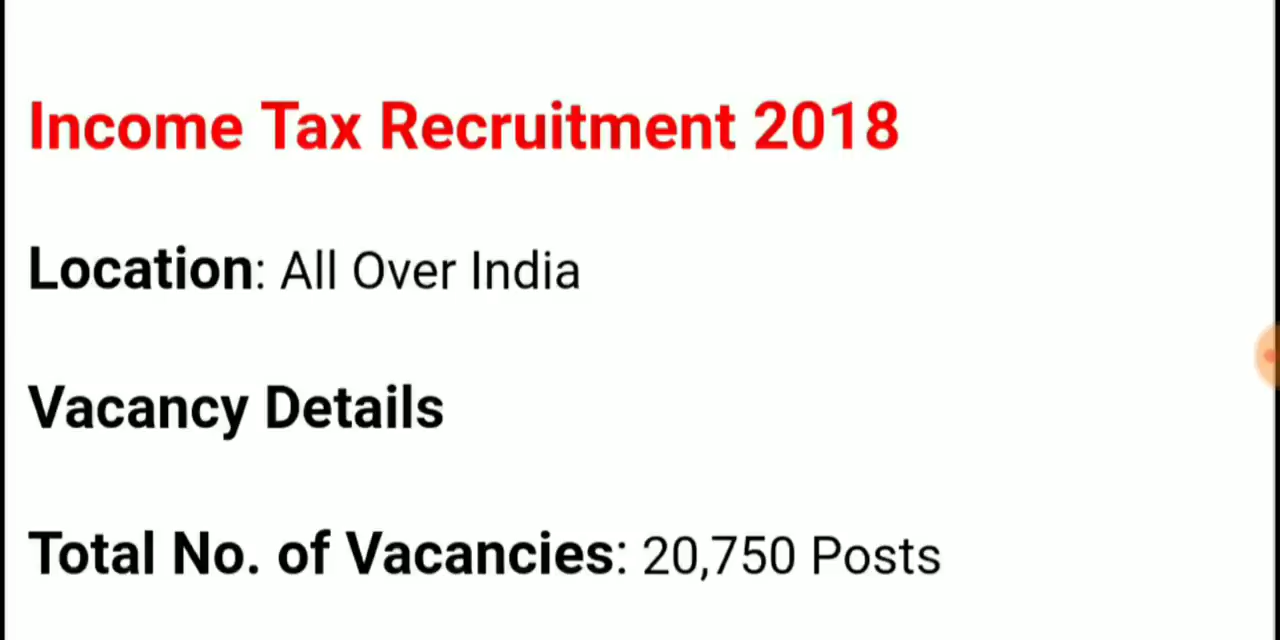 Income Tax Recruitment 2018
Location: All Over India
Vacancy Details
Total No. of Vacancies: 20,750 Posts